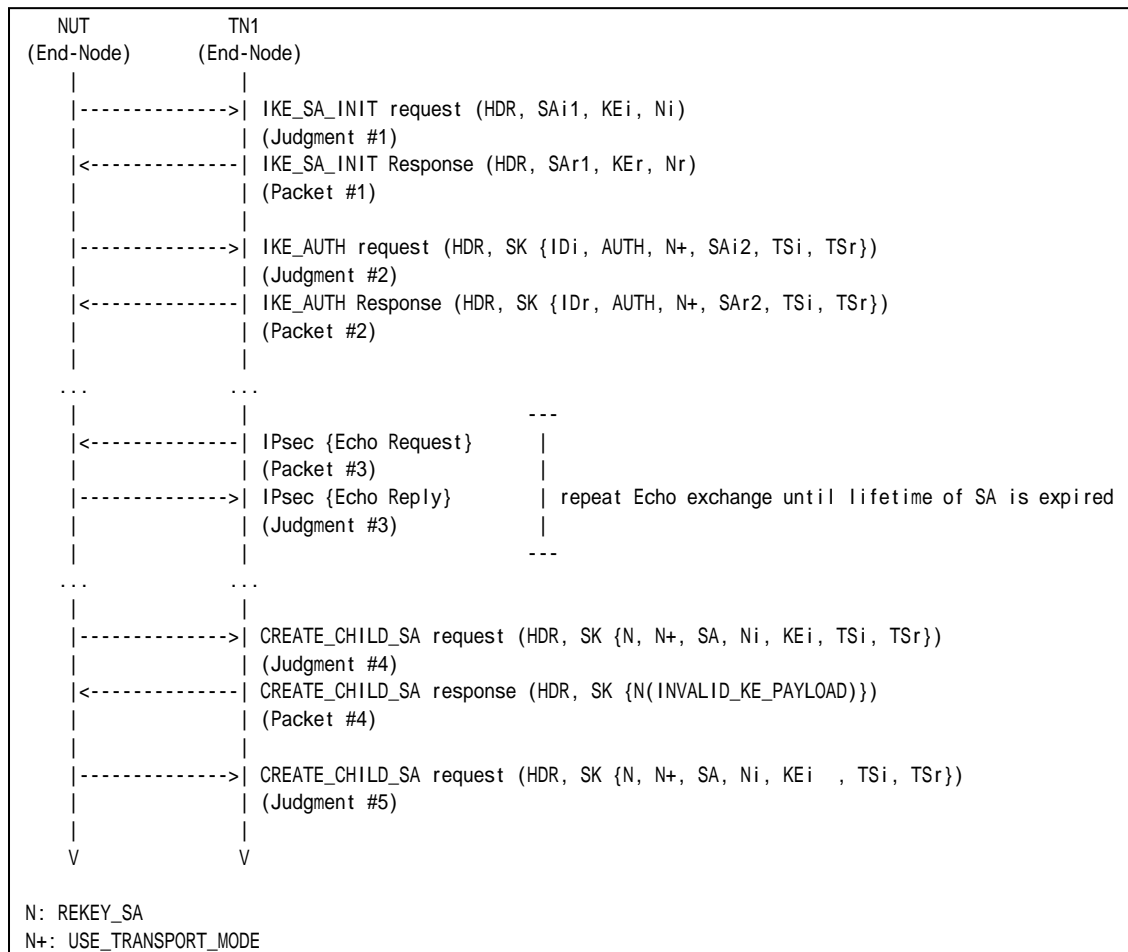 NUT TN1
(End-Node) (End-Node)
| |
|-------------->| IKE_SA_INIT request (HDR, SAi1, KEi, Ni)
| | (Judgment #1)
|<--------------| IKE_SA_INIT Response (HDR, SAr1, KEr, Nr)
| | (Packet #1)
| |
|-------------->| IKE_AUTH request (HDR, SK {IDi, AUTH, N+, SAi2, TSi, TSr})
| | (Judgment #2)
|<--------------| IKE_AUTH Response (HDR, SK {IDr, AUTH, N+, SAr2, TSi, TSr})
| | (Packet #2)
| |
... ...
| | ---
|<--------------| IPsec {Echo Request} |
| | (Packet #3) |
|-------------->| IPsec {Echo Reply} | repeat Echo exchange until lifetime of SA is expired
| | (Judgment #3) |
| | ---
... ...
| |
|-------------->| CREATE_CHILD_SA request (HDR, SK {N, N+, SA, Ni, KEi, TSi, TSr})
| | (Judgment #4)
|<--------------| CREATE_CHILD_SA response (HDR, SK {N(INVALID_KE_PAYLOAD)})
| | (Packet #4)
| |
|-------------->| CREATE_CHILD_SA request (HDR, SK {N, N+, SA, Ni, KEi , TSi, TSr})
| | (Judgment #5)
| |
V V
N: REKEY_SA
N+: USE_TRANSPORT_MODE